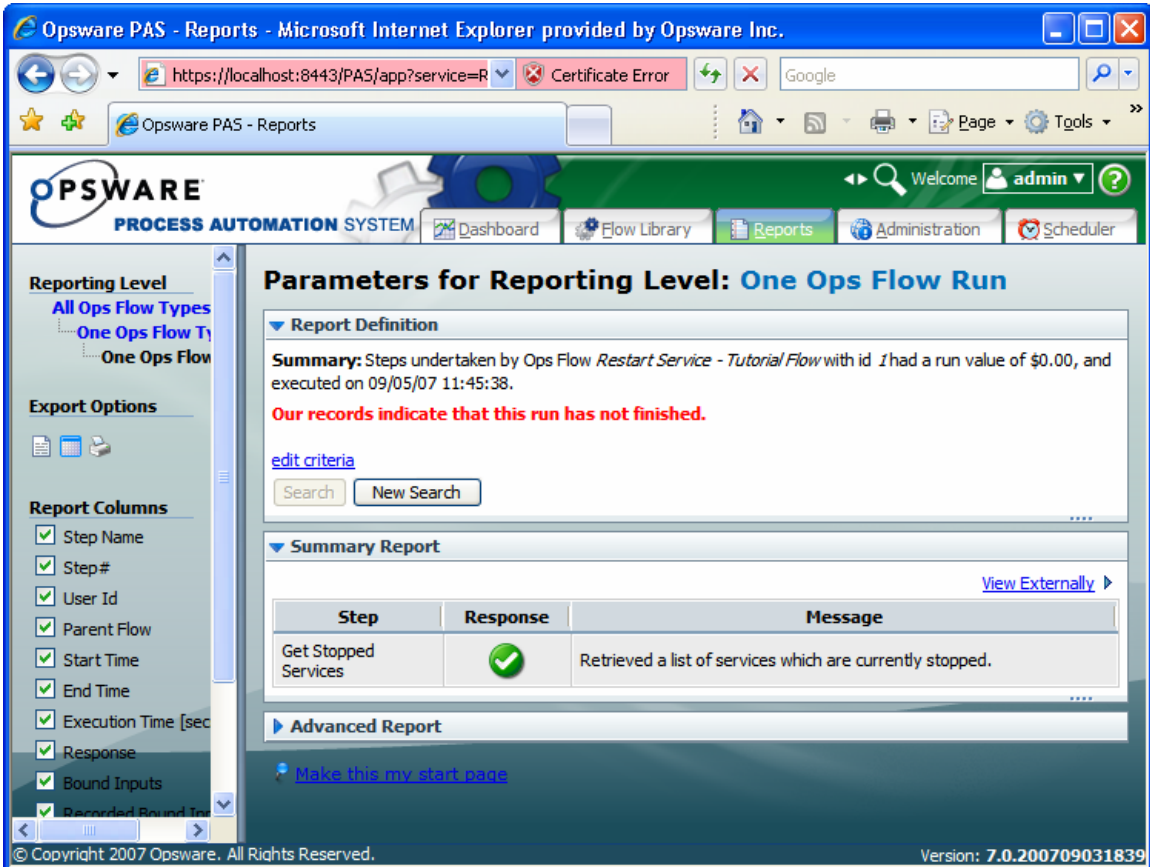 Opsware PAS - Reports - Microsoft Internet Explorer provided by Opsware Inc.
https://localhost:8443/PAS/app?service=R
Certificate Error
Google
Opsware PAS - Reports
Page
Tools
»
OPSWARE
PROCESS AUTOMATION SYSTEM
Welcome admin
?
Dashboard
Flow Library
Reports
Administration
Scheduler
Reporting Level
All Ops Flow Types
One Ops Flow Ty
One Ops Flow
Export Options
Report Columns
Step Name
Step#
User Id
Parent Flow
Start Time
End Time
Execution Time [sec
Response
Bound Inputs
Recorded Bound Inp
Parameters for Reporting Level: One Ops Flow Run
Report Definition
Summary: Steps undertaken by Ops Flow Restart Service - Tutorial Flow with id 1 had a run value of $0.00, and
executed on 09/05/07 11:45:38.
Our records indicate that this run has not finished.
edit criteria
Search
New Search
Summary Report
View Externally
Step Response Message
Get Stopped
Services
Retrieved a list of services which are currently stopped.
Advanced Report
Make this my start page
© Copyright 2007 Opsware. All Rights Reserved.
Version: 7.0.200709031839